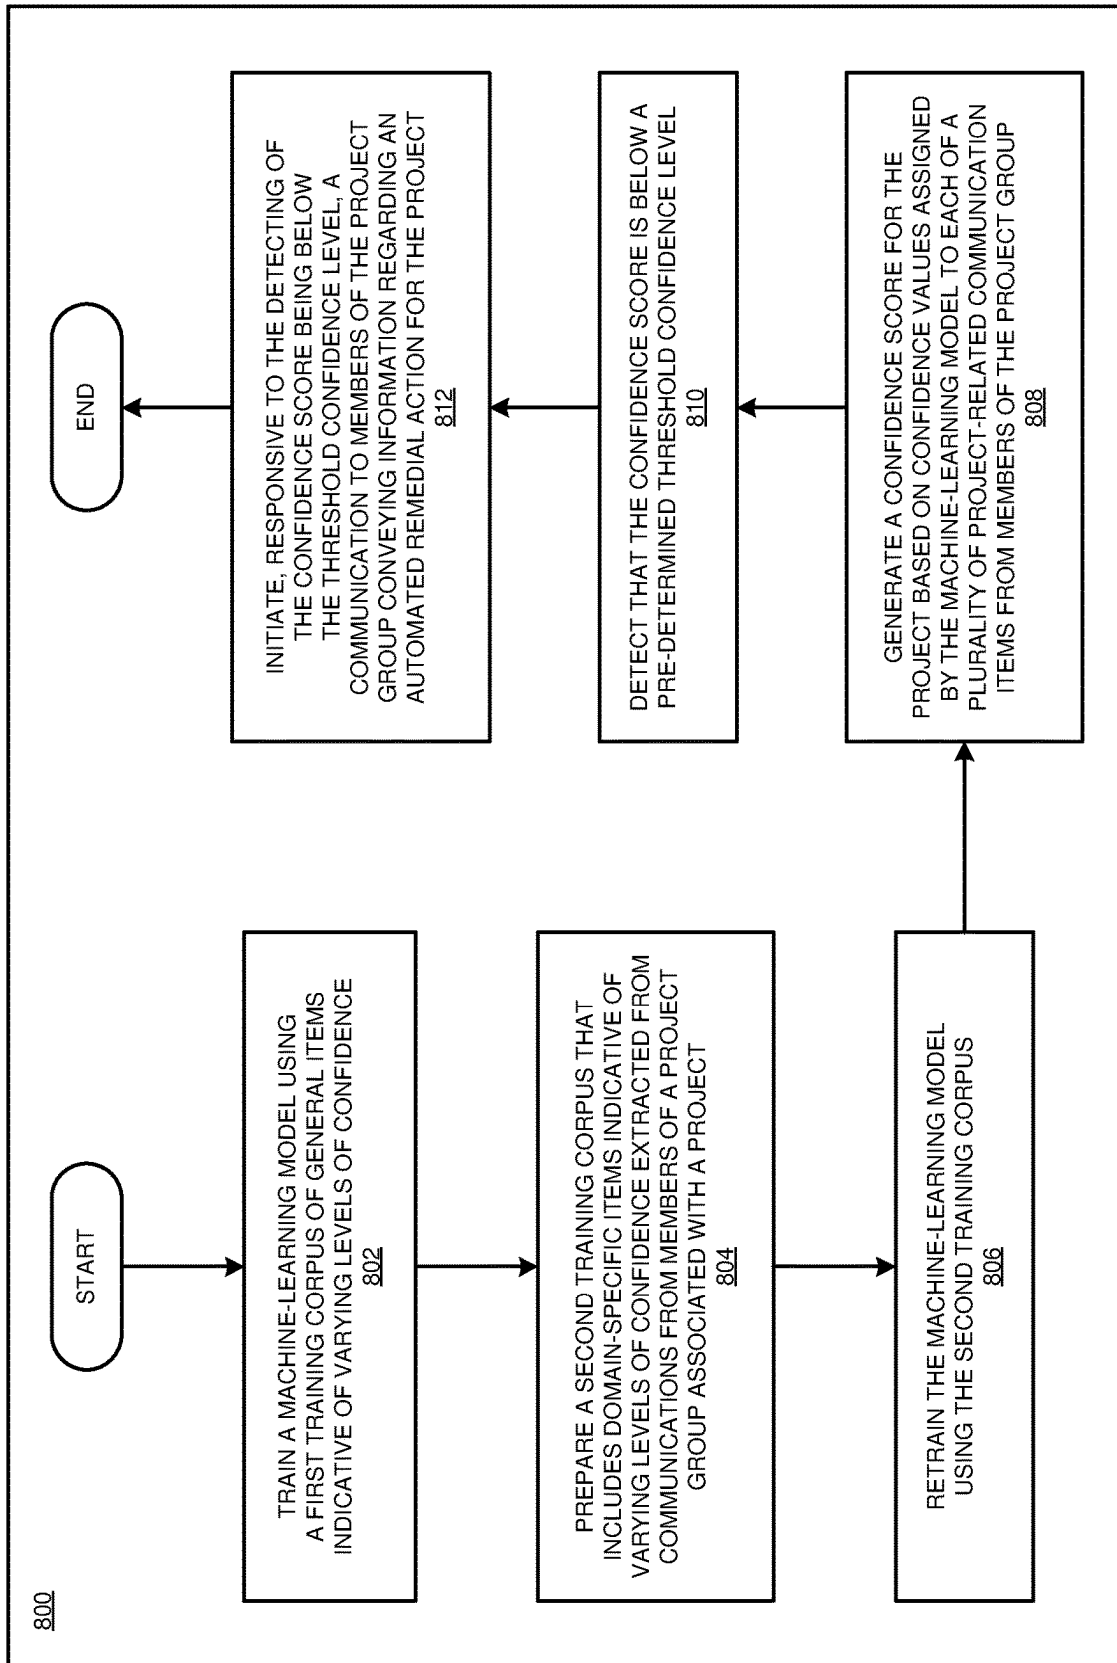 800
START
TRAIN A MACHINE-LEARNING MODEL USING
A FIRST TRAINING CORPUS OF GENERAL ITEMS
INDICATIVE OF VARYING LEVELS OF CONFIDENCE
802
PREPARE A SECOND TRAINING CORPUS THAT
INCLUDES DOMAIN-SPECIFIC ITEMS INDICATIVE OF
VARYING LEVELS OF CONFIDENCE EXTRACTED FROM
COMMUNICATIONS FROM MEMBERS OF A PROJECT
GROUP ASSOCIATED WITH A PROJECT
804
RETRAIN THE MACHINE-LEARNING MODEL
USING THE SECOND TRAINING CORPUS
806
GENERATE A CONFIDENCE SCORE FOR THE
PROJECT BASED ON CONFIDENCE VALUES ASSIGNED
BY THE MACHINE-LEARNING MODEL TO EACH OF A
PLURALITY OF PROJECT-RELATED COMMUNICATION
ITEMS FROM MEMBERS OF THE PROJECT GROUP
808
DETECT THAT THE CONFIDENCE SCORE IS BELOW A
PRE-DETERMINED THRESHOLD CONFIDENCE LEVEL
810
INITIATE, RESPONSIVE TO THE DETECTING OF
THE CONFIDENCE SCORE BEING BELOW
THE THRESHOLD CONFIDENCE LEVEL, A
COMMUNICATION TO MEMBERS OF THE PROJECT
GROUP CONVEYING INFORMATION REGARDING AN
AUTOMATED REMEDIAL ACTION FOR THE PROJECT
812
END